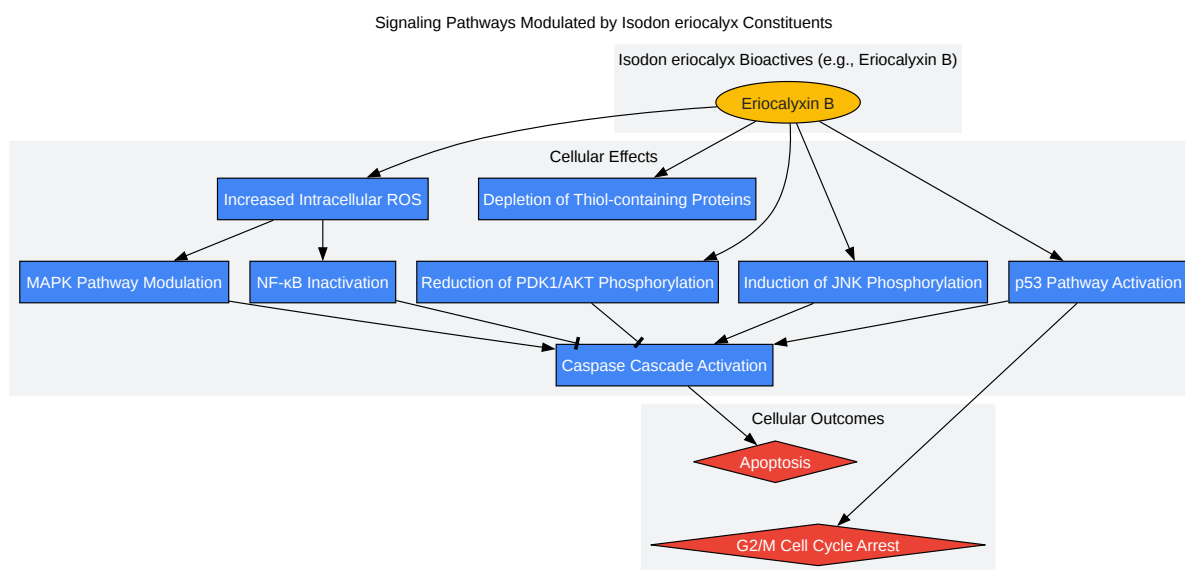 Signaling Pathways Modulated by Isodon eriocalyx Constituents
Isodon eriocalyx Bioactives (e.g., Eriocalyxin B)
Eriocalyxin B
Cellular Effects
Increased Intracellular ROS
Depletion of Thiol-containing Proteins
MAPK Pathway Modulation
NF-κB Inactivation
Reduction of PDK1/AKT Phosphorylation
Induction of JNK Phosphorylation
p53 Pathway Activation
Caspase Cascade Activation
Cellular Outcomes
Apoptosis
G2/M Cell Cycle Arrest